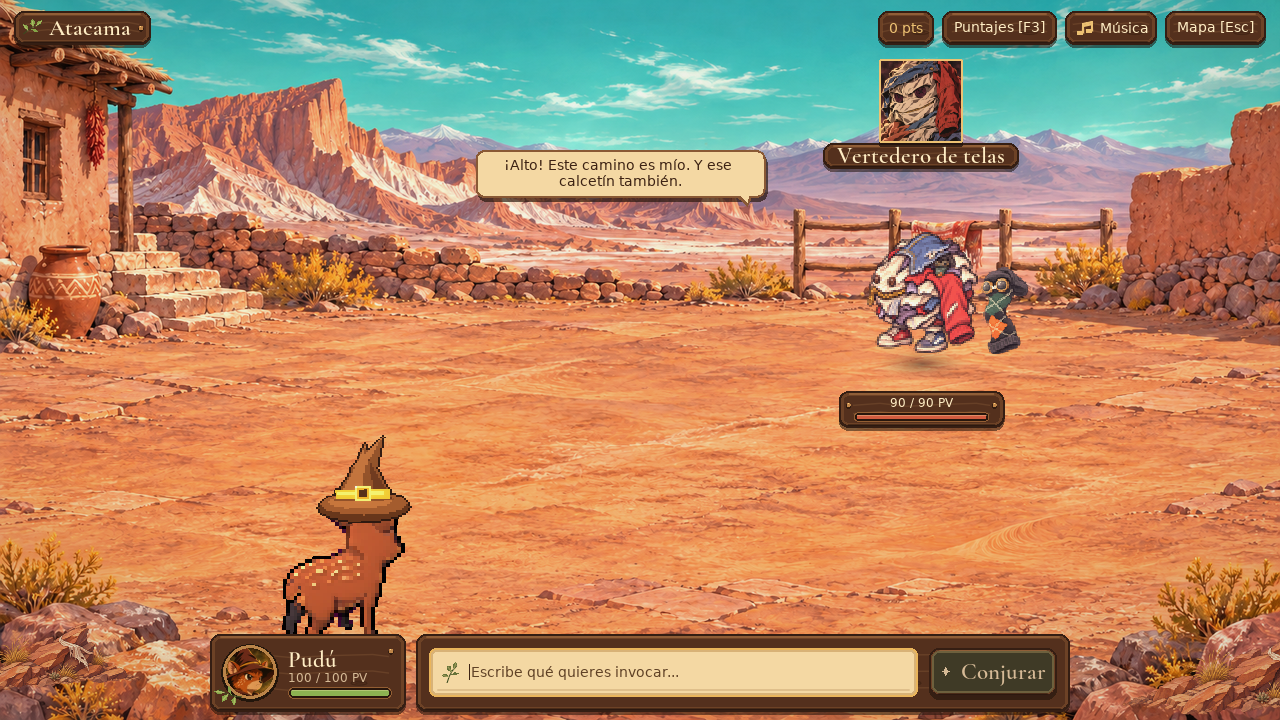 Atacama
0 pts
Puntajes [F3]
Música
Mapa [Esc]
¡Alto! Este camino es mío. Y ese
calcetín también.
Vertedero de telas
90 / 90 PV
Pudú
100 / 100 PV
Escribe qué quieres invocar...
Conjurar